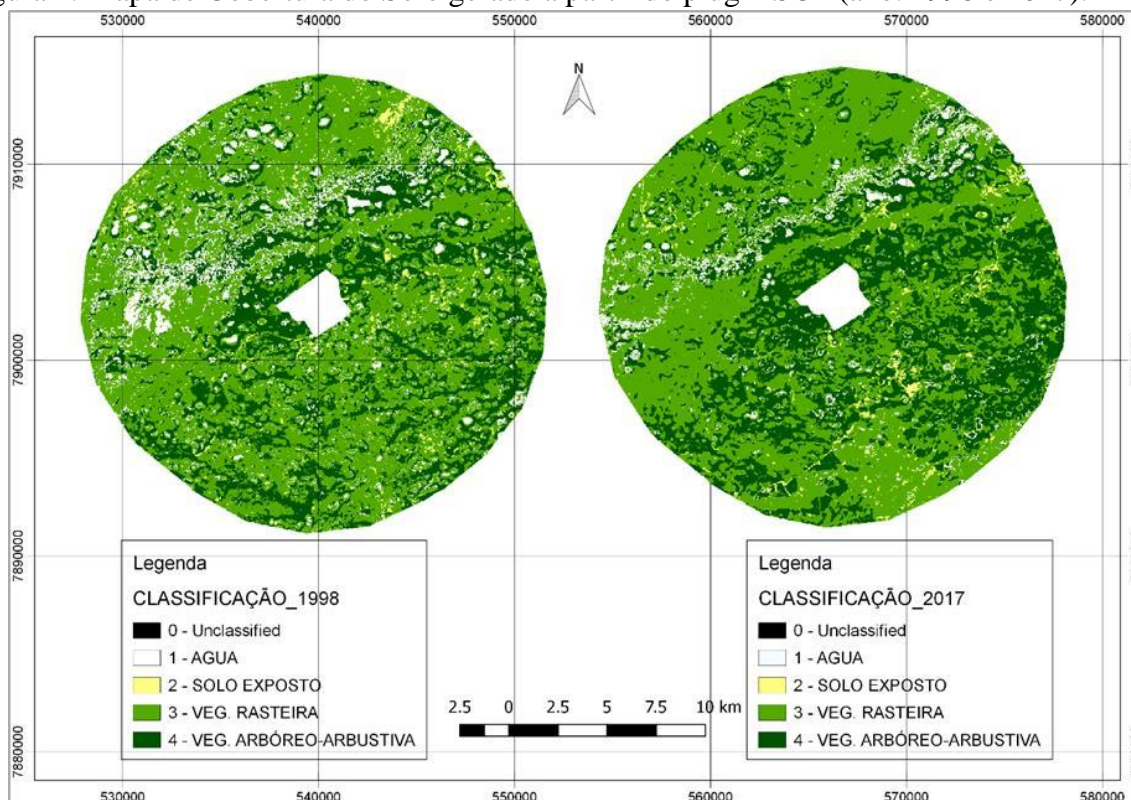 530000 540000 550000 560000 570000 580000
N
7910000
7900000
7890000
7880000
Legenda
CLASSIFICAÇÃO_1998
0 - Unclassified
1 - AGUA
2 - SOLO EXPOSTO
3 - VEG. RASTEIRA
4 - VEG. ARBÓREO-ARBUSTIVA
2.5 0 2.5 5 7.5 10 km
Legenda
CLASSIFICAÇÃO_2017
0 - Unclassified
1 - AGUA
2 - SOLO EXPOSTO
3 - VEG. RASTEIRA
4 - VEG. ARBÓREO-ARBUSTIVA
530000 540000 550000 560000 570000 580000